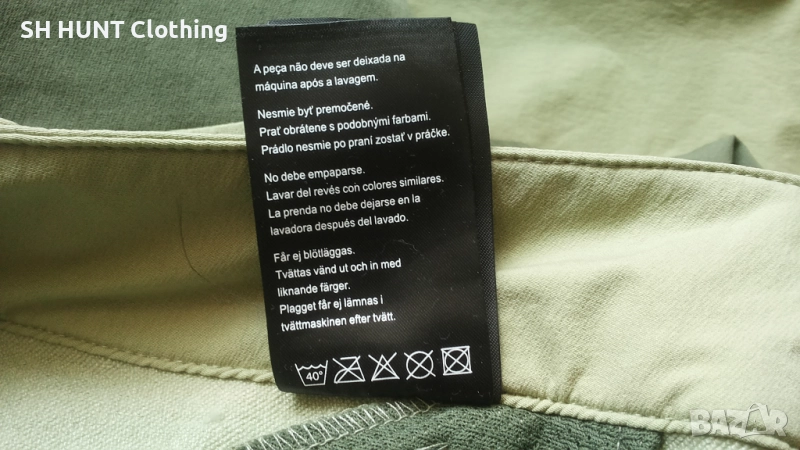 SH HUNT Clothing
A peça não deve ser deixada na
máquina após a lavagem.
Nesmie byť premočené.
Prať obrátene s podobnými farbami.
Prádlo nesmie po praní zostať v práčke.
No debe empaparse.
Lavar del revés con colores similares.
La prenda no debe dejarse en la
lavadora después del lavado.
Får ej blötläggas.
Tvättas vänd ut och in med
liknande färger.
Plagget får ej lämnas i
tvättmaskinen efter tvätt.
40°
BAZAR